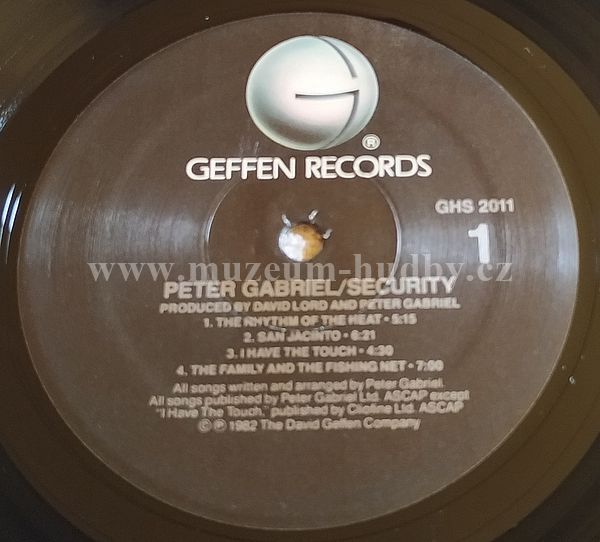 ®
GEFFEN RECORDS
GHS 2011
1
www.muzeum-hudby.cz
PETER GABRIEL/SECURITY
PRODUCED BY DAVID LORD AND PETER GABRIEL
1. THE RHYTHM OF THE HEAT • 5:15
2. SAN JACINTO • 6:21
3. I HAVE THE TOUCH • 4:30
4. THE FAMILY AND THE FISHING NET • 7:00
All songs written and arranged by Peter Gabriel.
All songs published by Peter Gabriel Ltd. ASCAP except
"I Have The Touch," published by Cliofine Ltd. ASCAP
© ℗ 1982 The David Geffen Company